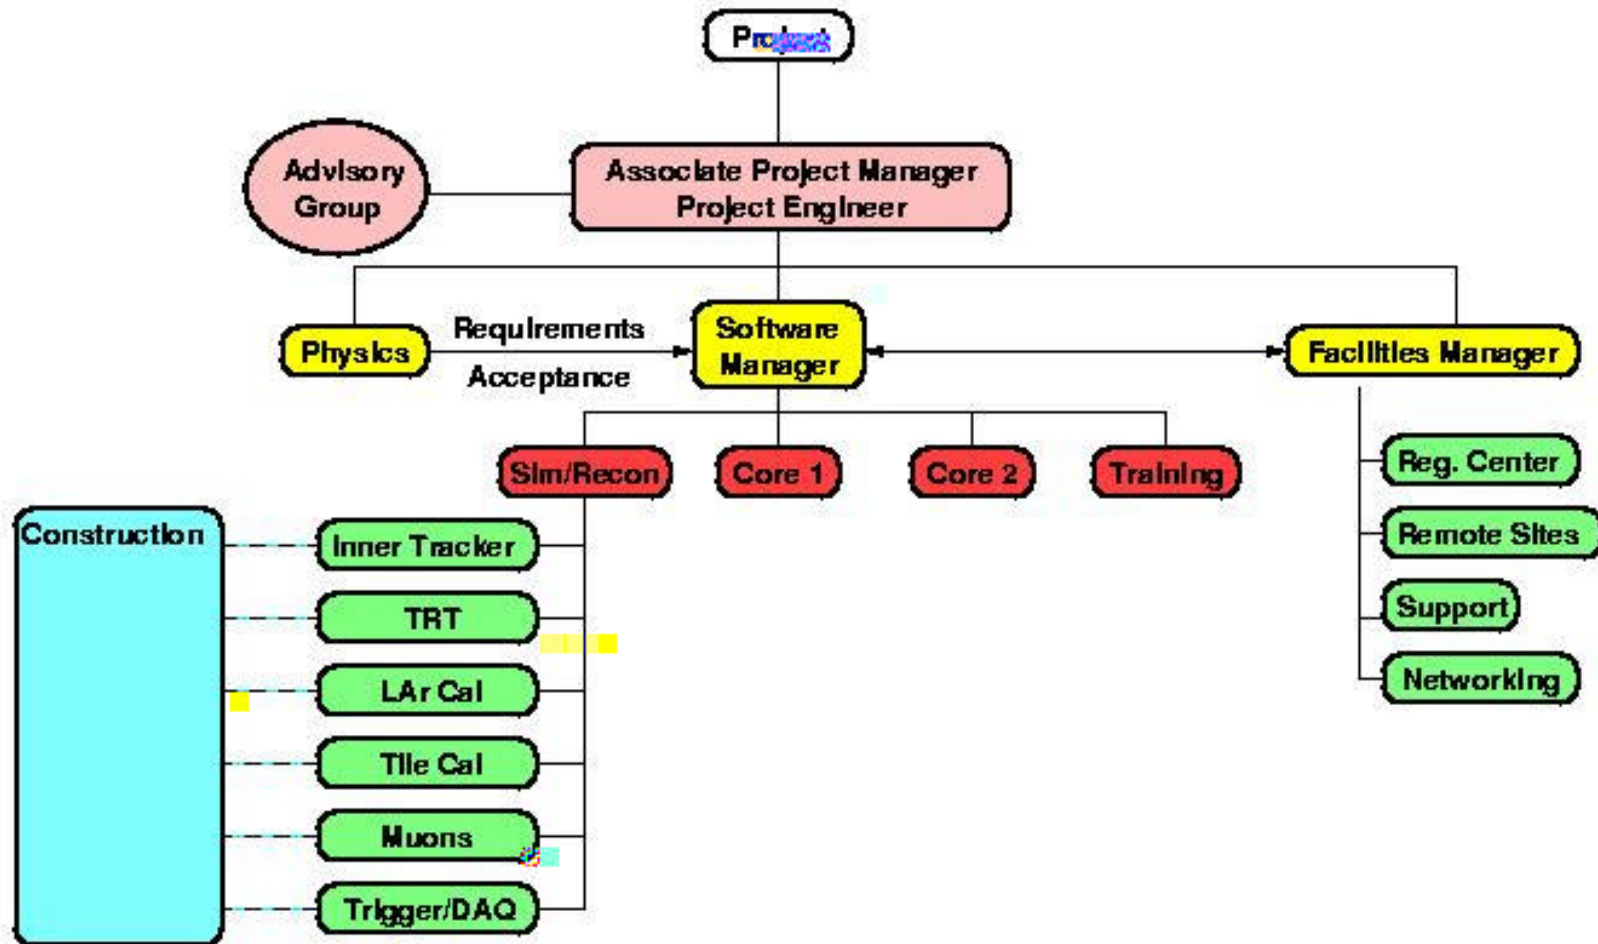 Project
Advisory
Group
Associate Project Manager
Project Engineer
Physics
Requirements
Acceptance
Software
Manager
Facilities Manager
Sim/Recon
Core 1
Core 2
Training
Reg. Center
Remote Sites
Support
Networking
Construction
Inner Tracker
TRT
LAr Cal
Tile Cal
Muons
Trigger/DAQ